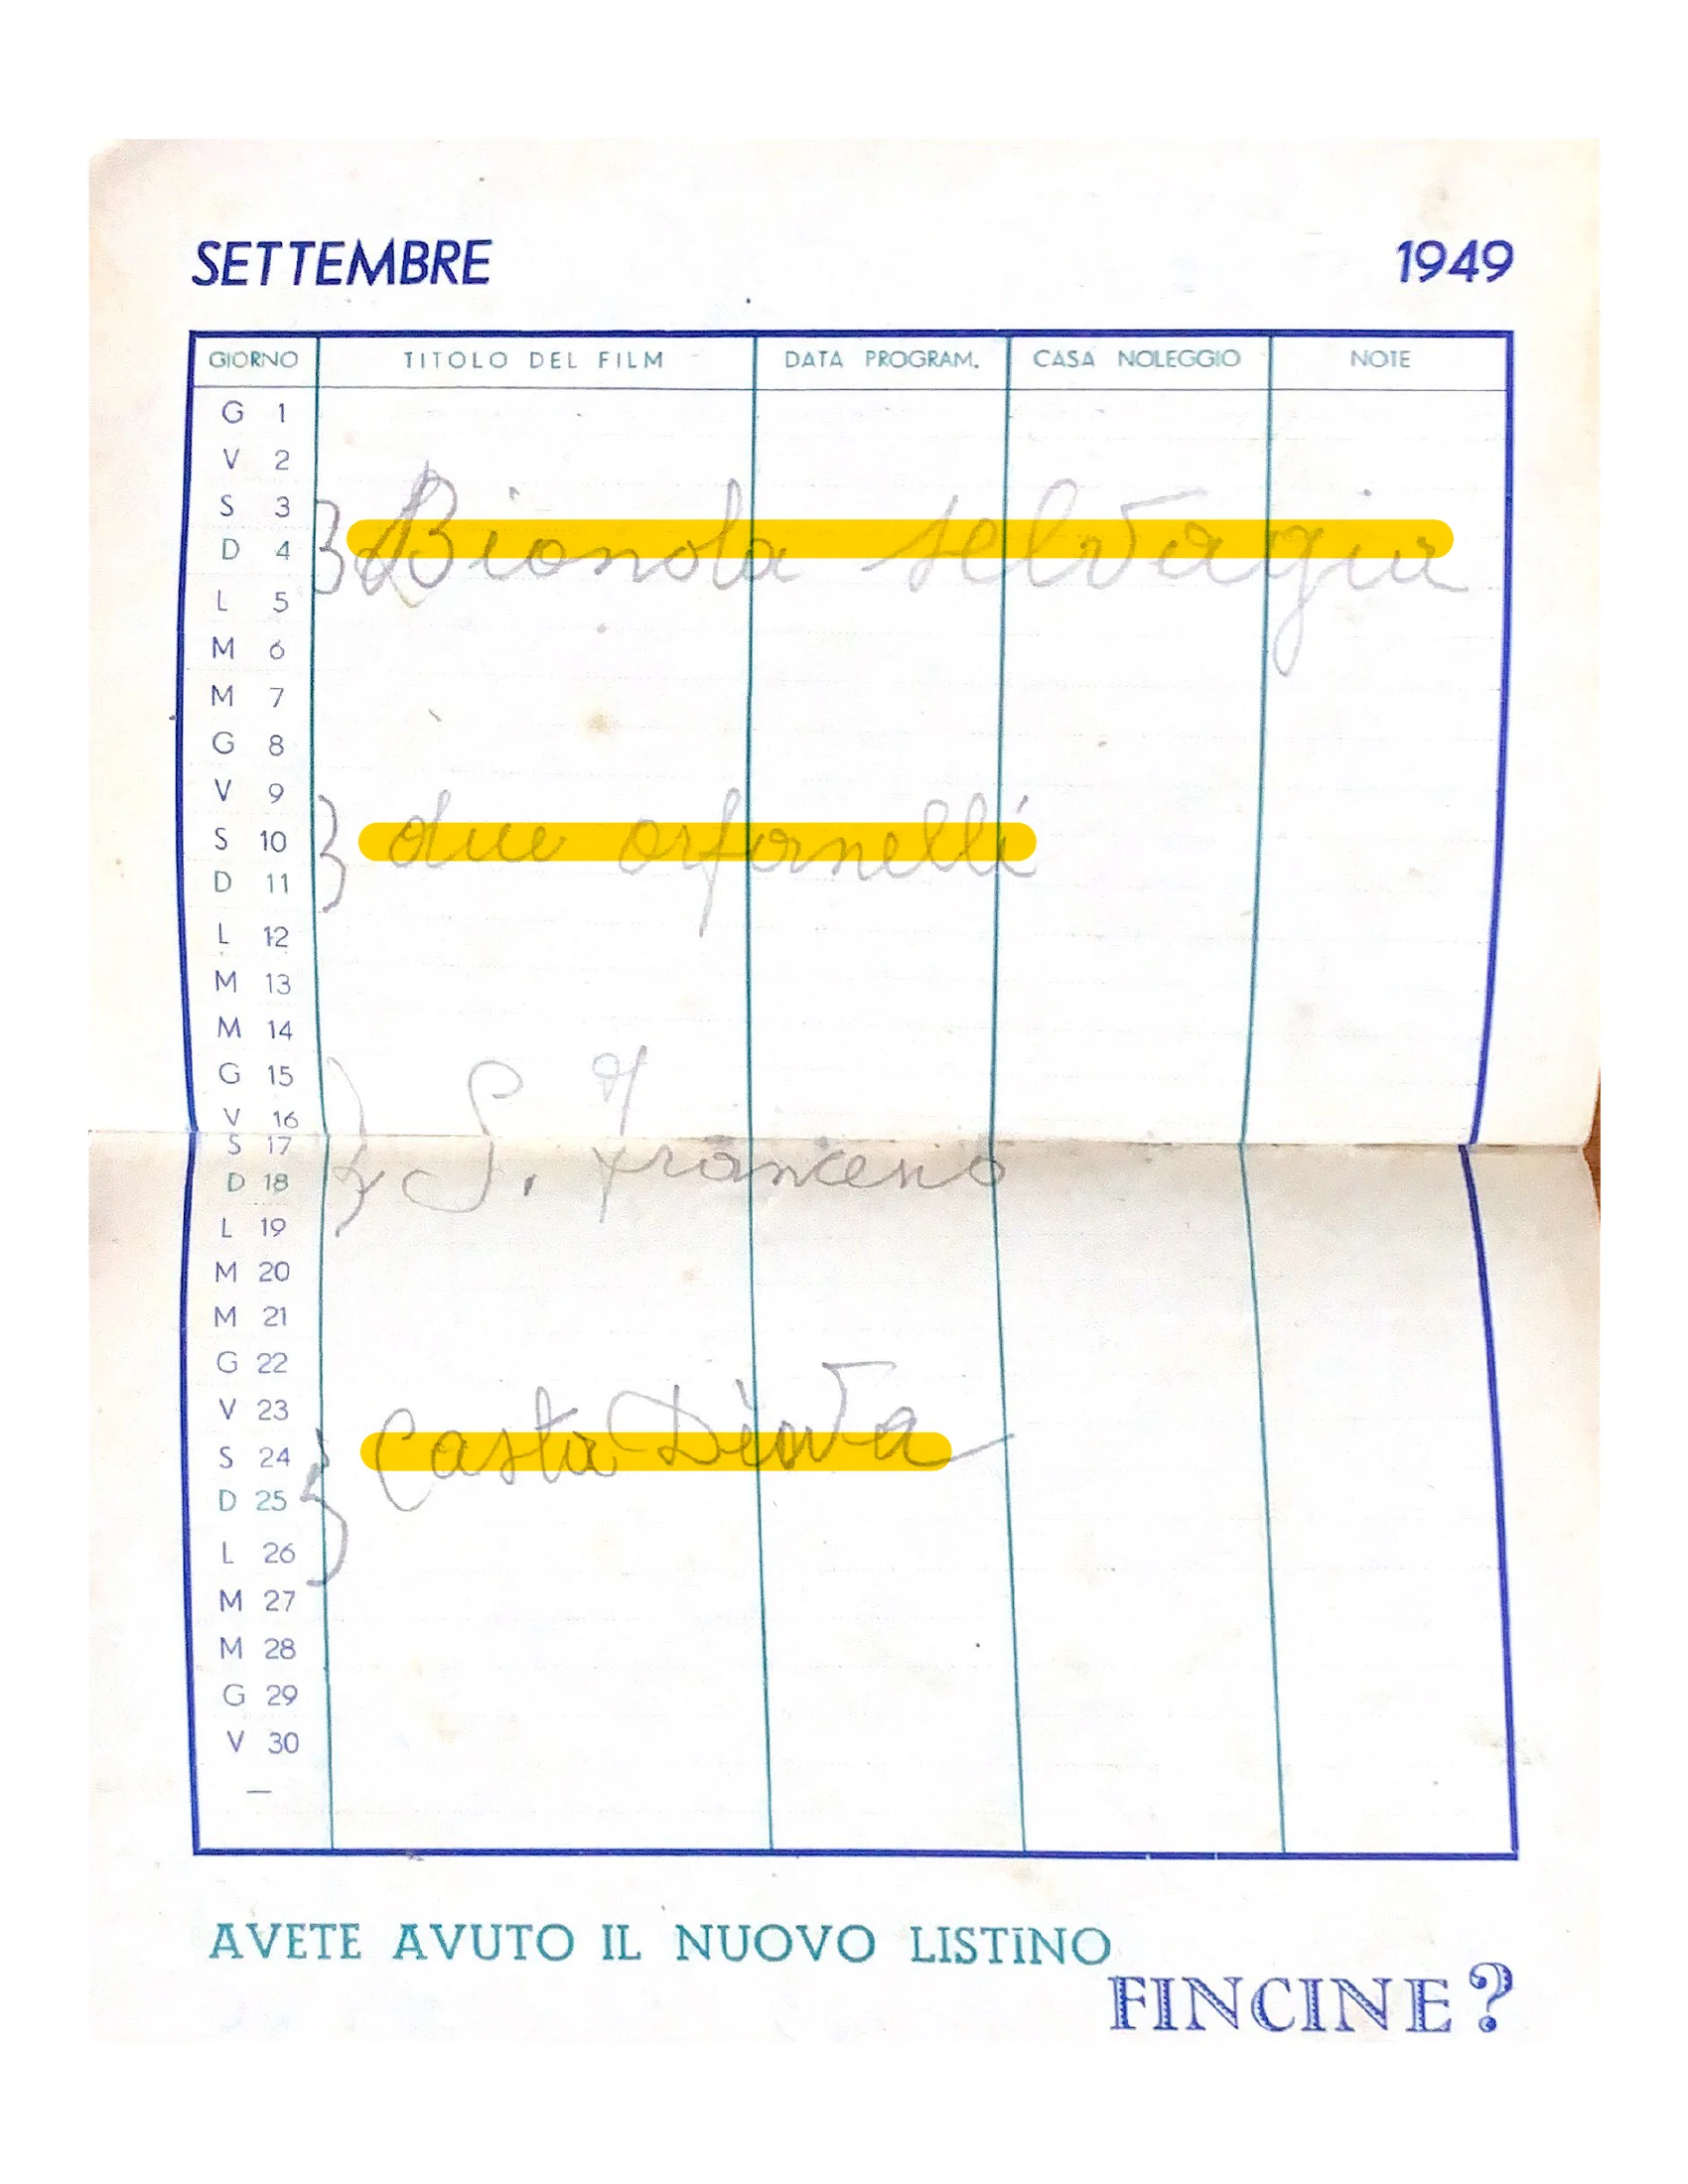 SETTEMBRE 1949
GIORNO TITOLO DEL FILM DATA PROGRAM. CASA NOLEGGIO NOTE
G 1
V 2
S 3
D 4 Bionda selvagia
L 5
M 6
M 7
G 8
V 9
S 10 due orfanelli
D 11
L 12
M 13
M 14
G 15
V 16
S 17
D 18 S. Francesco
L 19
M 20
M 21
G 22
V 23
S 24 Casta Diva
D 25
L 26
M 27
M 28
G 29
V 30
—
AVETE AVUTO IL NUOVO LISTINO
FINCINE?